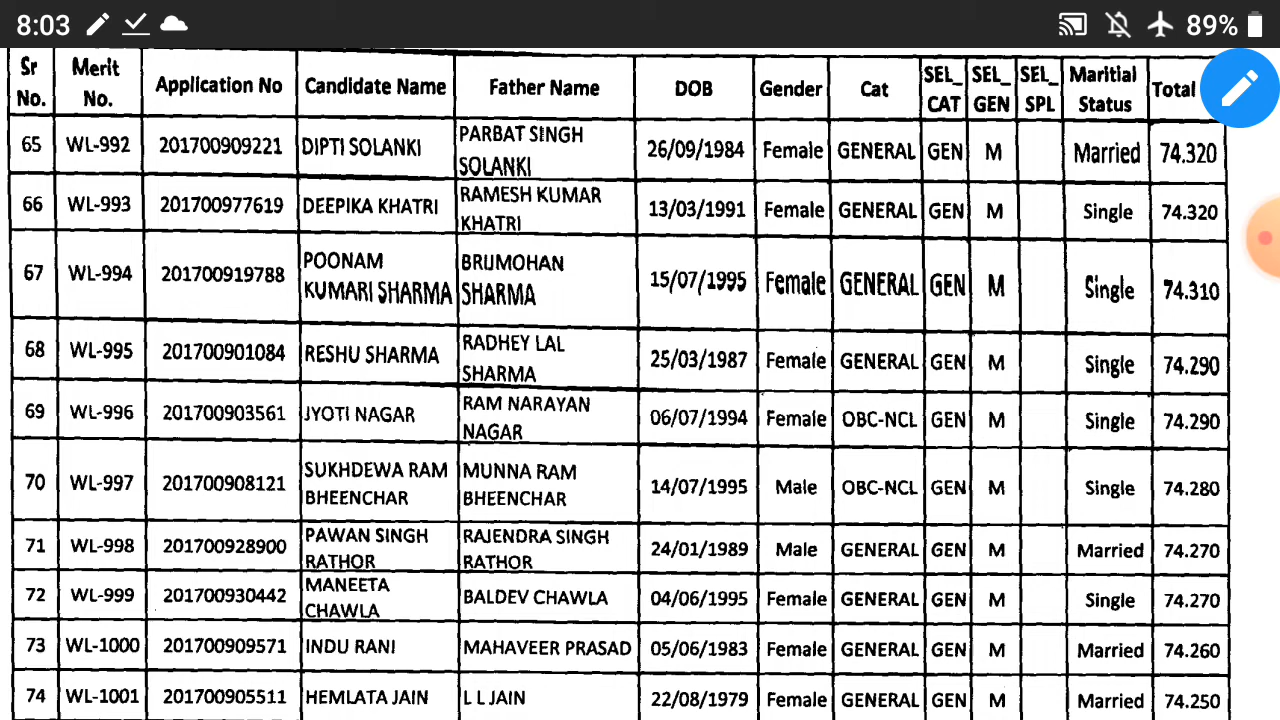 8:03 89%
Sr No. Merit No. Application No Candidate Name Father Name DOB Gender Cat SEL_CAT SEL_GEN SEL_SPL Maritial Status Total
65 WL-992 201700909221 DIPTI SOLANKI PARBAT SINGH SOLANKI 26/09/1984 Female GENERAL GEN M Married 74.320
66 WL-993 201700977619 DEEPIKA KHATRI RAMESH KUMAR KHATRI 13/03/1991 Female GENERAL GEN M Single 74.320
67 WL-994 201700919788 POONAM KUMARI SHARMA BRIJMOHAN SHARMA 15/07/1995 Female GENERAL GEN M Single 74.310
68 WL-995 201700901084 RESHU SHARMA RADHEY LAL SHARMA 25/03/1987 Female GENERAL GEN M Single 74.290
69 WL-996 201700903561 JYOTI NAGAR RAM NARAYAN NAGAR 06/07/1994 Female OBC-NCL GEN M Single 74.290
70 WL-997 201700908121 SUKHDEWA RAM BHEENCHAR MUNNA RAM BHEENCHAR 14/07/1995 Male OBC-NCL GEN M Single 74.280
71 WL-998 201700928900 PAWAN SINGH RATHOR RAJENDRA SINGH RATHOR 24/01/1989 Male GENERAL GEN M Married 74.270
72 WL-999 201700930442 MANEETA CHAWLA BALDEV CHAWLA 04/06/1995 Female GENERAL GEN M Single 74.270
73 WL-1000 201700909571 INDU RANI MAHAVEER PRASAD 05/06/1983 Female GENERAL GEN M Married 74.260
74 WL-1001 201700905511 HEMLATA JAIN L L JAIN 22/08/1979 Female GENERAL GEN M Married 74.250